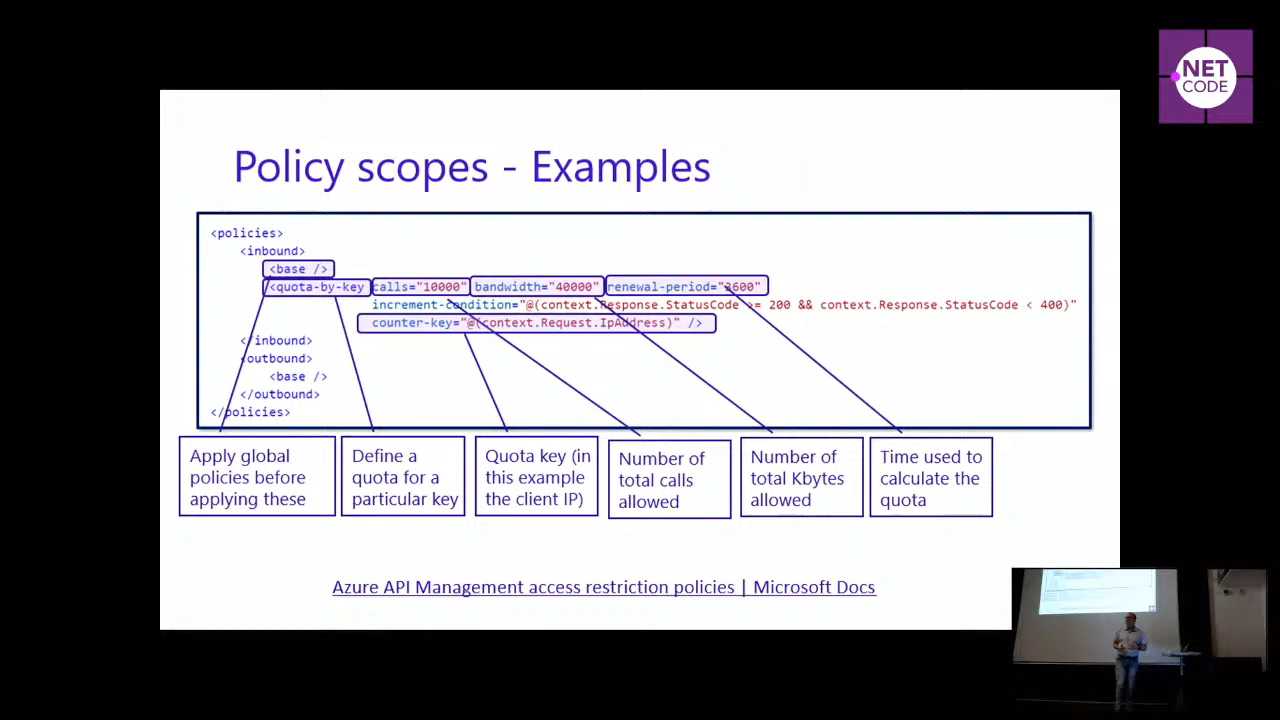 NET
CODE
Policy scopes - Examples
<policies>
<inbound>
<base />
<quota-by-key calls="10000" bandwidth="40000" renewal-period="3600"
increment-condition="@(context.Response.StatusCode >= 200 && context.Response.StatusCode < 400)"
counter-key="@(context.Request.IpAddress)" />
</inbound>
<outbound>
<base />
</outbound>
</policies>
Apply global
policies before
applying these
Define a
quota for a
particular key
Quota key (in
this example
the client IP)
Number of
total calls
allowed
Number of
total Kbytes
allowed
Time used to
calculate the
quota
Azure API Management access restriction policies | Microsoft Docs